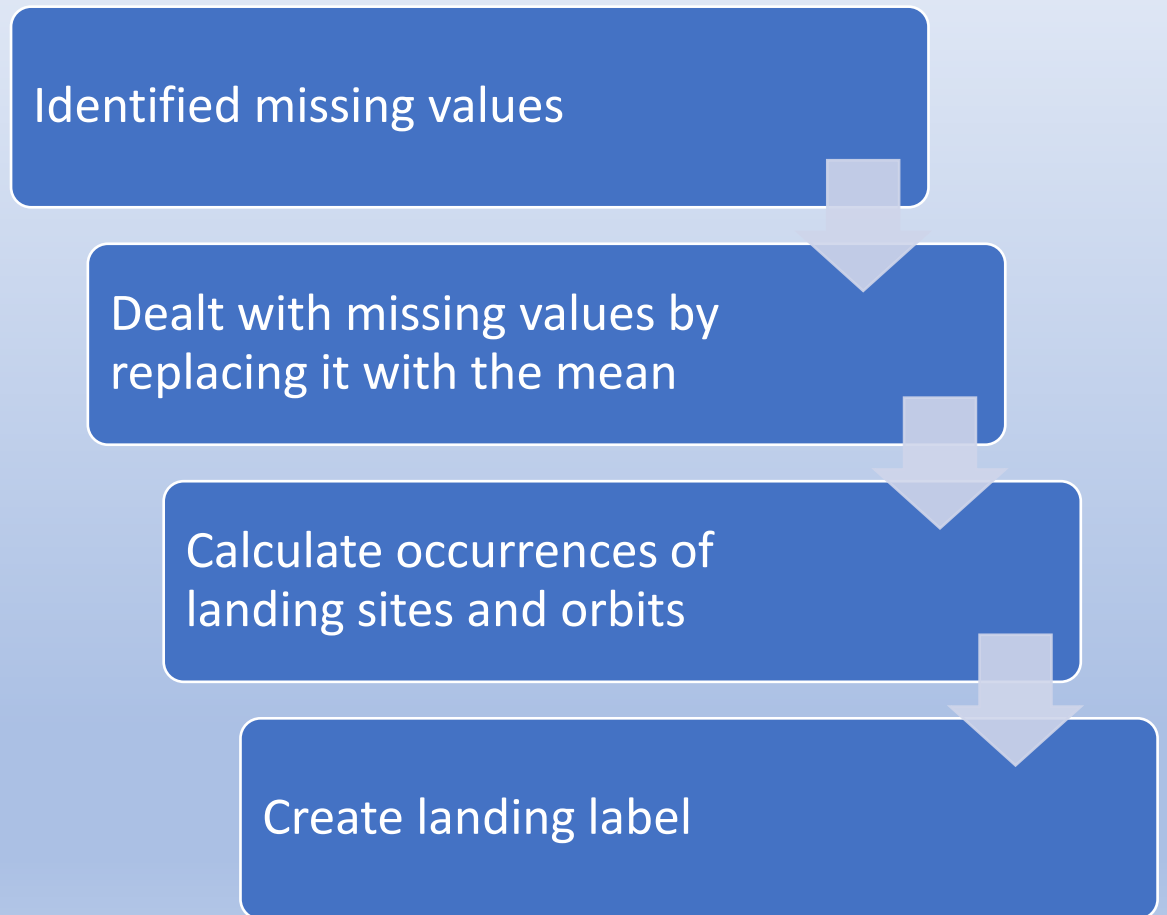 Identified missing values
Dealt with missing values by
replacing it with the mean
Calculate occurrences of
landing sites and orbits
Create landing label